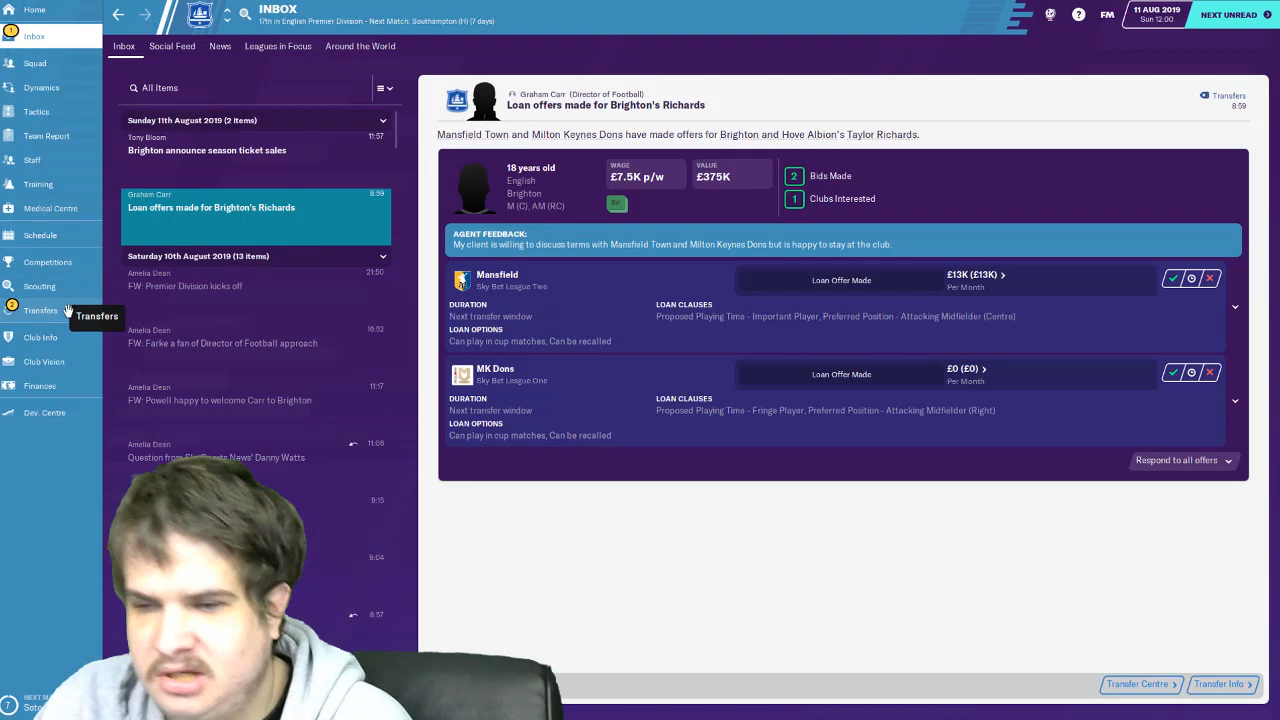 Home
INBOX
17th in English Premier Division - Next Match: Southampton (H) (7 days)
FM
11 AUG 2019
Sun 12:00
NEXT UNREAD
1
Inbox
Squad
Dynamics
Tactics
Team Report
Staff
Training
Medical Centre
Schedule
Competitions
Scouting
2
Transfers
Transfers
Club Info
Club Vision
Finances
Dev. Centre
7
Inbox
Social Feed
News
Leagues in Focus
Around the World
All Items
Sunday 11th August 2019 (2 items)
Tony Bloom
11:57
Brighton announce season ticket sales
Graham Carr
8:59
Loan offers made for Brighton's Richards
Saturday 10th August 2019 (13 items)
Amelia Dean
21:50
FW: Premier Division kicks off
Amelia Dean
16:52
FW: Farke a fan of Director of Football approach
Amelia Dean
11:17
FW: Powell happy to welcome Carr to Brighton
Amelia Dean
11:06
Question from Sky Sports News' Danny Watts
9:15
9:04
8:57
Graham Carr (Director of Football)
Loan offers made for Brighton's Richards
Transfers
8:59
Mansfield Town and Milton Keynes Dons have made offers for Brighton and Hove Albion's Taylor Richards.
18 years old
English
Brighton
M (C), AM (RC)
WAGE
£7.5K p/w
VALUE
£375K
Bid
2
Bids Made
1
Clubs Interested
AGENT FEEDBACK:
My client is willing to discuss terms with Mansfield Town and Milton Keynes Dons but is happy to stay at the club.
Mansfield
Sky Bet League Two
Loan Offer Made
£13K (£13K)
Per Month
DURATION
Next transfer window
LOAN CLAUSES
Proposed Playing Time - Important Player, Preferred Position - Attacking Midfielder (Centre)
LOAN OPTIONS
Can play in cup matches, Can be recalled
MK Dons
Sky Bet League One
Loan Offer Made
£0 (£0)
Per Month
DURATION
Next transfer window
LOAN CLAUSES
Proposed Playing Time - Fringe Player, Preferred Position - Attacking Midfielder (Right)
LOAN OPTIONS
Can play in cup matches, Can be recalled
Respond to all offers
Transfer Centre
Transfer Info